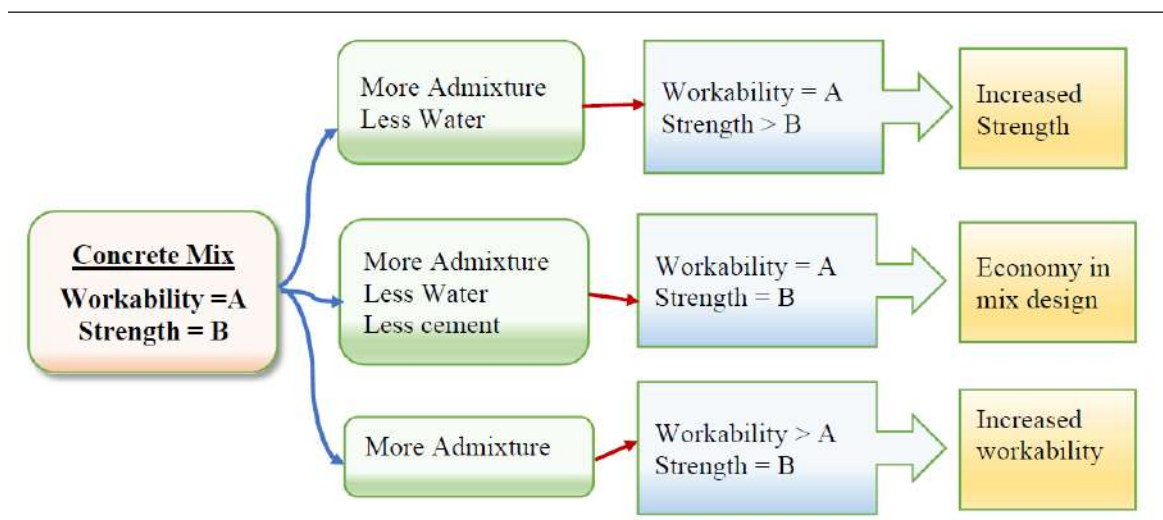 Concrete Mix
Workability =A
Strength = B
More Admixture
Less Water
Workability = A
Strength > B
Increased
Strength
More Admixture
Less Water
Less cement
Workability = A
Strength = B
Economy in
mix design
More Admixture
Workability > A
Strength = B
Increased
workability